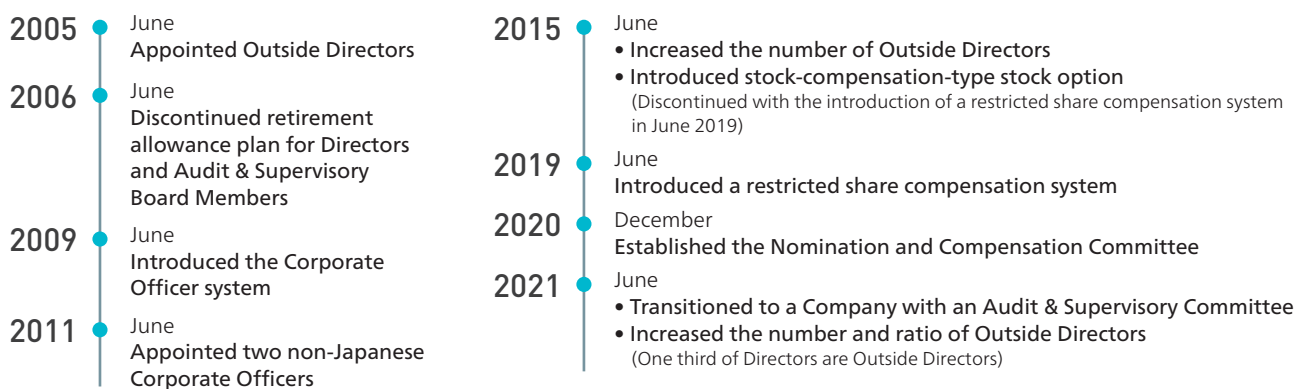 2005
June
Appointed Outside Directors
2006
June
Discontinued retirement
allowance plan for Directors
and Audit & Supervisory
Board Members
2009
June
Introduced the Corporate
Officer system
2011
June
Appointed two non-Japanese
Corporate Officers
2015
June
• Increased the number of Outside Directors
• Introduced stock-compensation-type stock option
(Discontinued with the introduction of a restricted share compensation system
in June 2019)
2019
June
Introduced a restricted share compensation system
2020
December
Established the Nomination and Compensation Committee
2021
June
• Transitioned to a Company with an Audit & Supervisory Committee
• Increased the number and ratio of Outside Directors
(One third of Directors are Outside Directors)